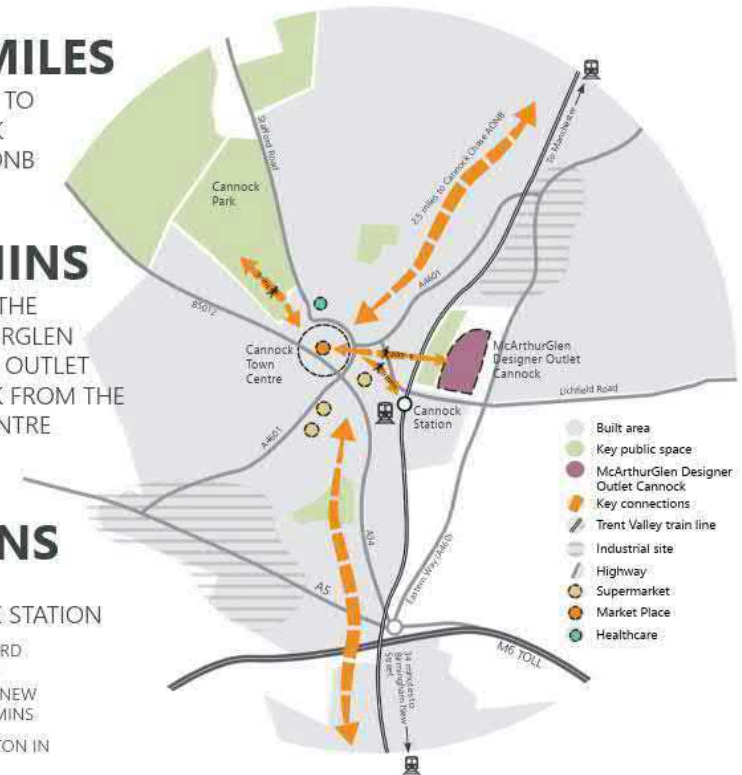 MILES
TO
K
ONB
MINS
THE
URGLEN
OUTLET
K FROM THE
NTRE
NS
K STATION
RD
NEW
MINS
TON IN
To Manchester
2.5 miles to Cannock Chase AONB
Stafford Road
Cannock
Park
B5012
A4601
Cannock
Town
Centre
McArthurGlen
Designer Outlet
Cannock
Lichfield Road
Cannock
Station
A4601
A34
Eastern Way (A460)
A5
M6 TOLL
34 minutes to
Birmingham New
Street
Built area
Key public space
McArthurGlen Designer
Outlet Cannock
Key connections
Trent Valley train line
Industrial site
Highway
Supermarket
Market Place
Healthcare